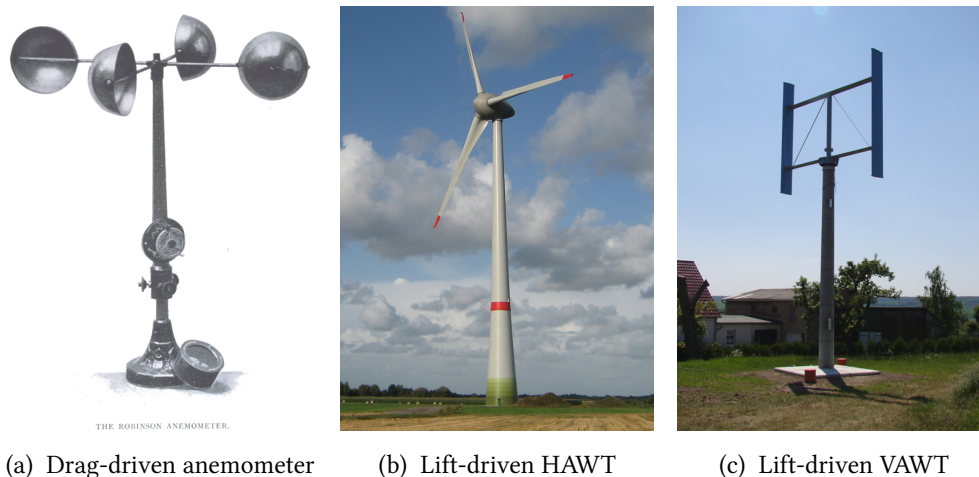 THE ROBINSON ANEMOMETER.
(a) Drag-driven anemometer
(b) Lift-driven HAWT
(c) Lift-driven VAWT